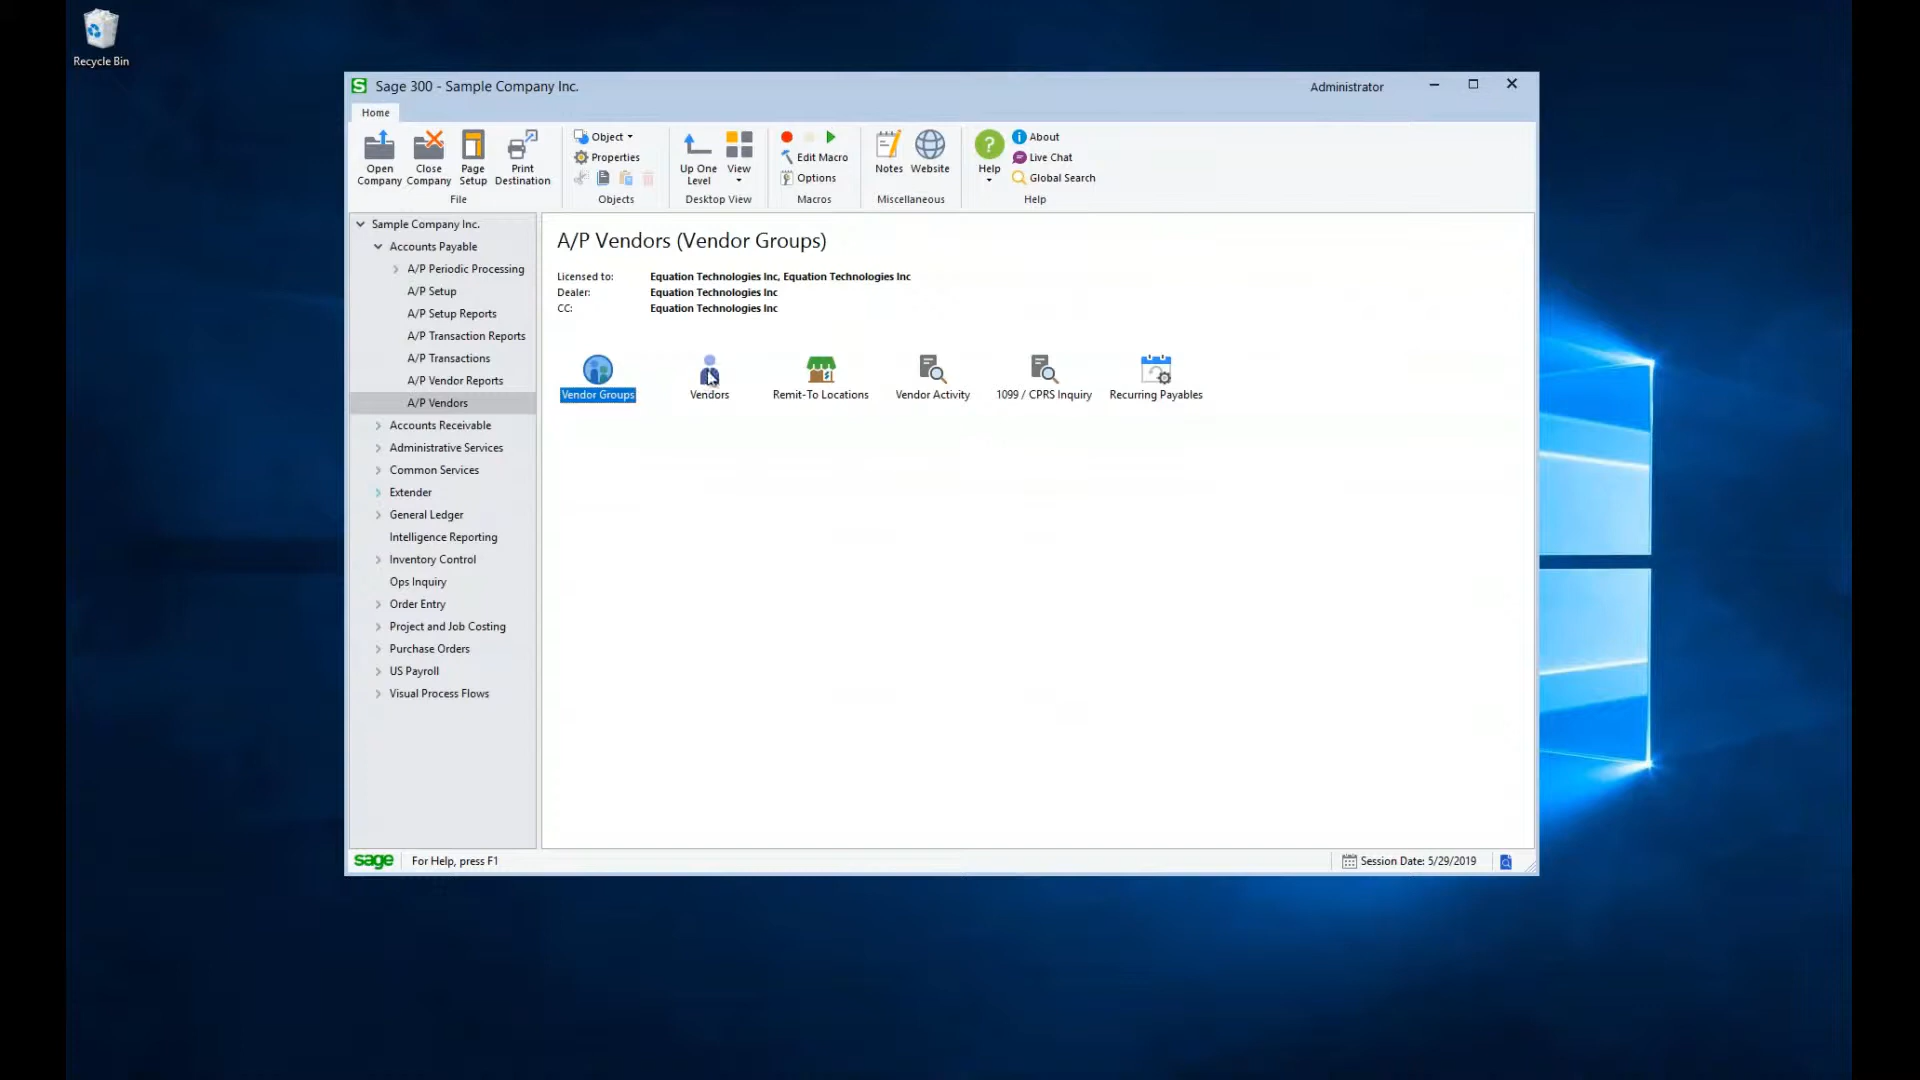 Recycle Bin
Sage 300 - Sample Company Inc.
Administrator
Home
Open Company
Close Company
Page Setup
Print Destination
File
Object
Properties
Objects
Up One Level
View
Desktop View
Edit Macro
Options
Macros
Notes
Website
Miscellaneous
Help
About
Live Chat
Global Search
Help
Sample Company Inc.
Accounts Payable
A/P Periodic Processing
A/P Setup
A/P Setup Reports
A/P Transaction Reports
A/P Transactions
A/P Vendor Reports
A/P Vendors
Accounts Receivable
Administrative Services
Common Services
Extender
General Ledger
Intelligence Reporting
Inventory Control
Ops Inquiry
Order Entry
Project and Job Costing
Purchase Orders
US Payroll
Visual Process Flows
A/P Vendors (Vendor Groups)
Licensed to: Equation Technologies Inc, Equation Technologies Inc
Dealer: Equation Technologies Inc
CC: Equation Technologies Inc
Vendor Groups
Vendors
Remit-To Locations
Vendor Activity
1099 / CPRS Inquiry
Recurring Payables
sage
For Help, press F1
Session Date: 5/29/2019